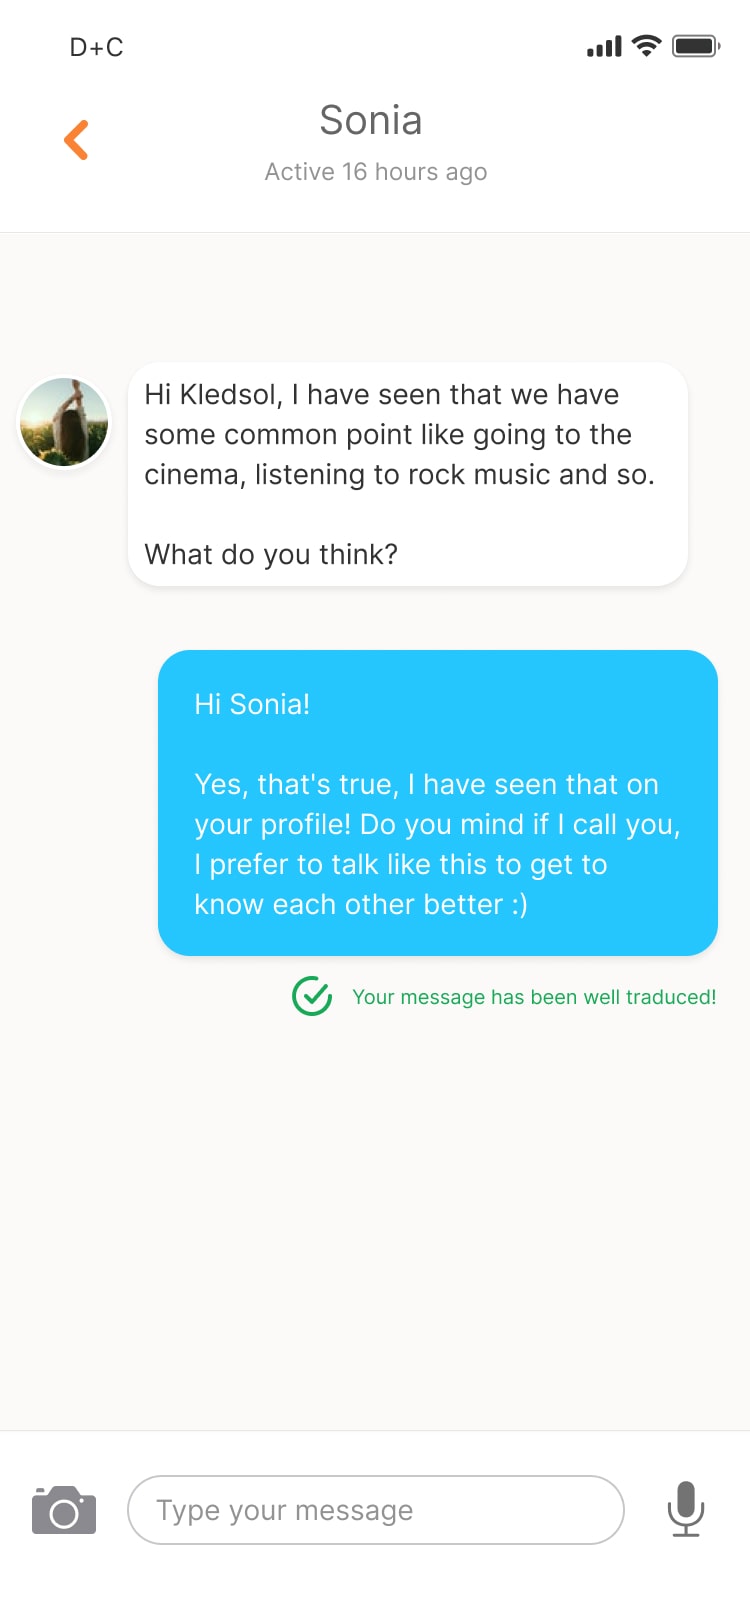 D+C
Sonia
Active 16 hours ago
Hi Kledsol, I have seen that we have
some common point like going to the
cinema, listening to rock music and so.
What do you think?
Hi Sonia!
Yes, that's true, I have seen that on
your profile! Do you mind if I call you,
I prefer to talk like this to get to
know each other better :)
Your message has been well traduced!
Type your message